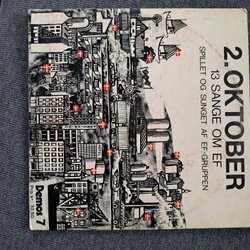 2. OKTOBER
13 SANGE OM EF
SPILLET OG SUNGET AF EF-GRUPPEN
Demos 7